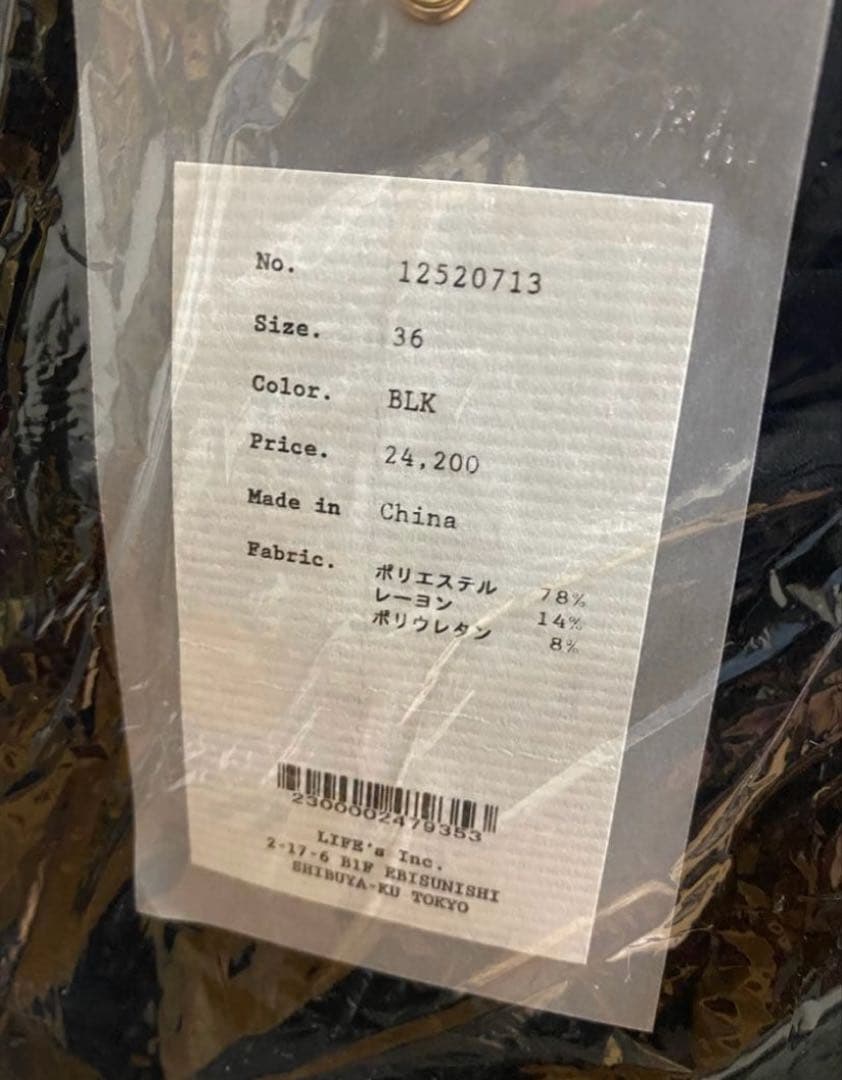 No. 12520713
Size. 36
Color. BLK
Price. 24,200
Made in China
Fabric. ポリエステル 78%
レーヨン 14%
ポリウレタン 8%
2300002479353
LIFE's Inc.
2-17-6 B1F EBISUNISHI
SHIBUYA-KU TOKYO